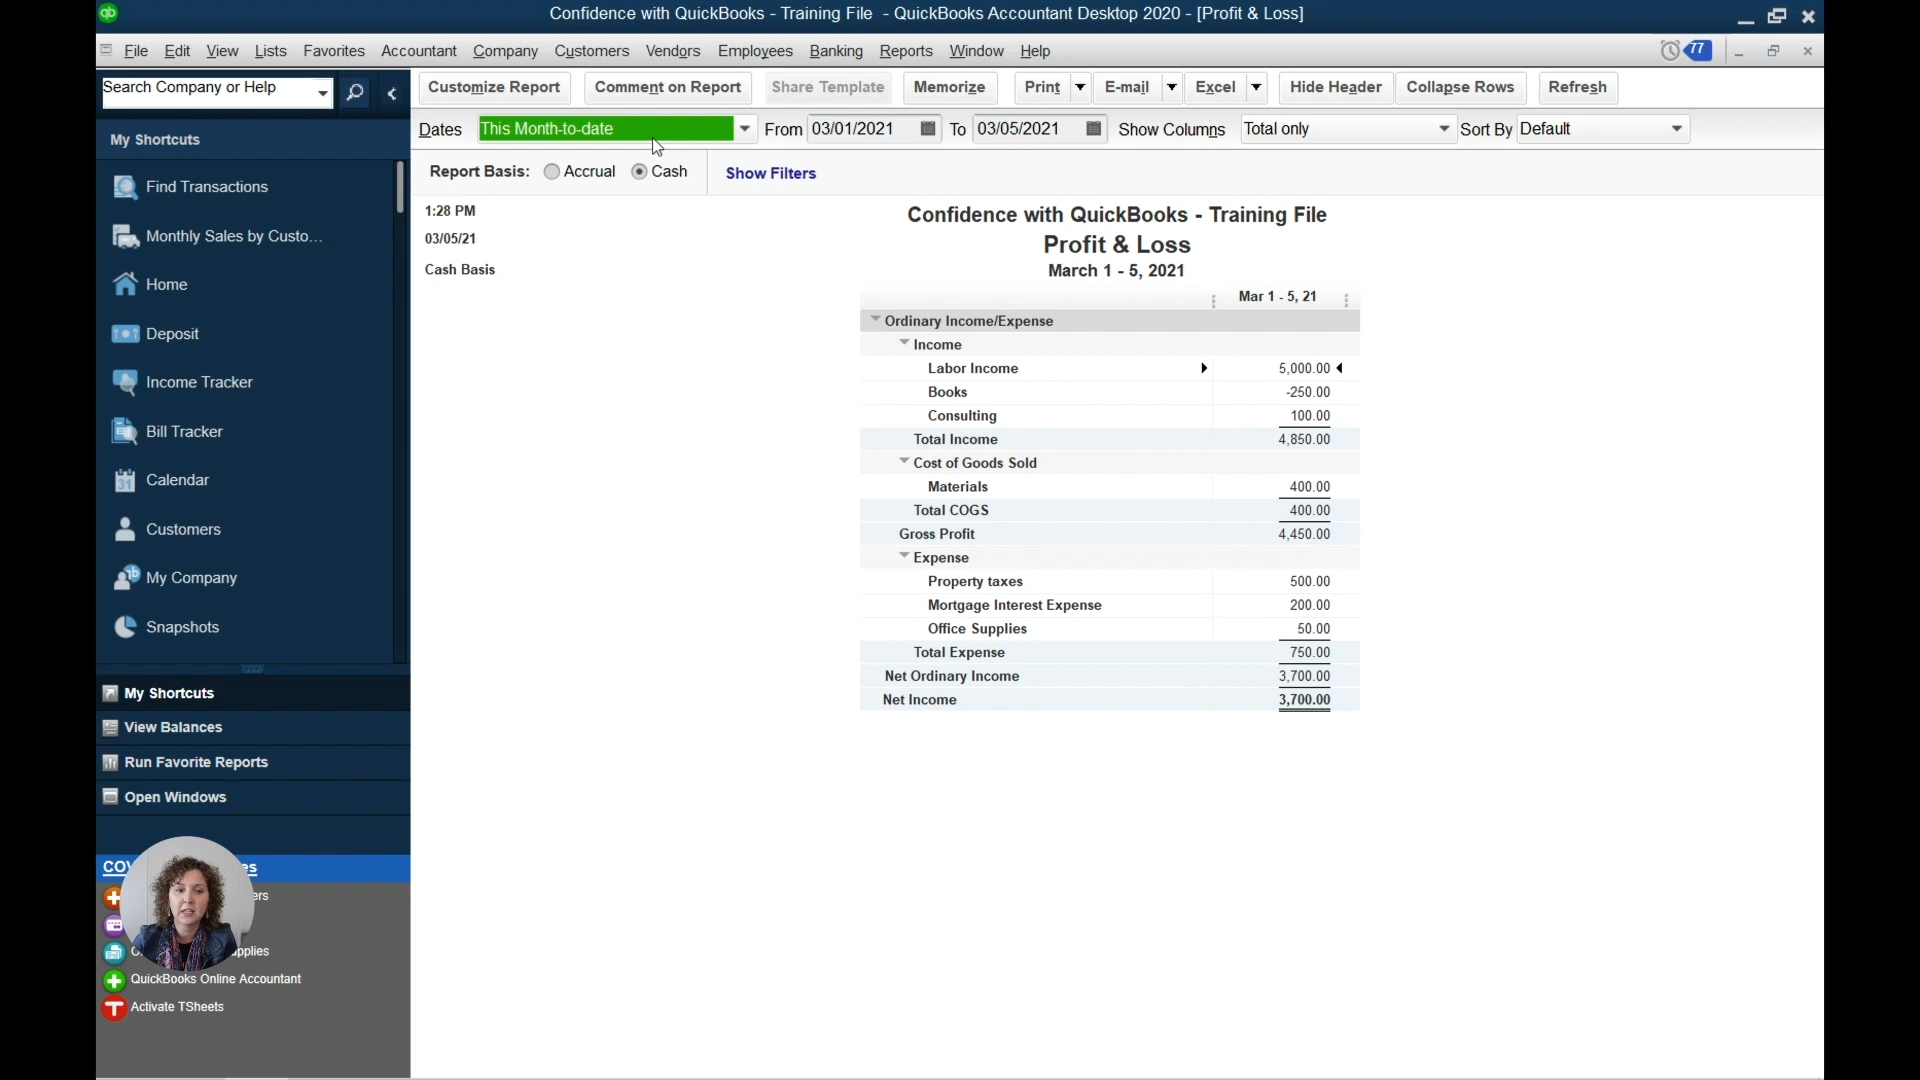 qb
Confidence with QuickBooks - Training File - QuickBooks Accountant Desktop 2020 - [Profit & Loss]
File Edit View Lists Favorites Accountant Company Customers Vendors Employees Banking Reports Window Help
77
Search Company or Help
Customize Report Comment on Report Share Template Memorize Print E-mail Excel Hide Header Collapse Rows Refresh
Dates This Month-to-date From 03/01/2021 To 03/05/2021 Show Columns Total only Sort By Default
Report Basis: Accrual Cash Show Filters
My Shortcuts
Find Transactions
Monthly Sales by Custo...
Home
Deposit
Income Tracker
Bill Tracker
31 Calendar
Customers
My Company
Snapshots
My Shortcuts
View Balances
Run Favorite Reports
Open Windows
QuickBooks Online Accountant
T Activate TSheets
1:28 PM
03/05/21
Cash Basis
Confidence with QuickBooks - Training File
Profit & Loss
March 1 - 5, 2021
Mar 1 - 5, 21
Ordinary Income/Expense
Income
Labor Income 5,000.00
Books -250.00
Consulting 100.00
Total Income 4,850.00
Cost of Goods Sold
Materials 400.00
Total COGS 400.00
Gross Profit 4,450.00
Expense
Property taxes 500.00
Mortgage Interest Expense 200.00
Office Supplies 50.00
Total Expense 750.00
Net Ordinary Income 3,700.00
Net Income 3,700.00